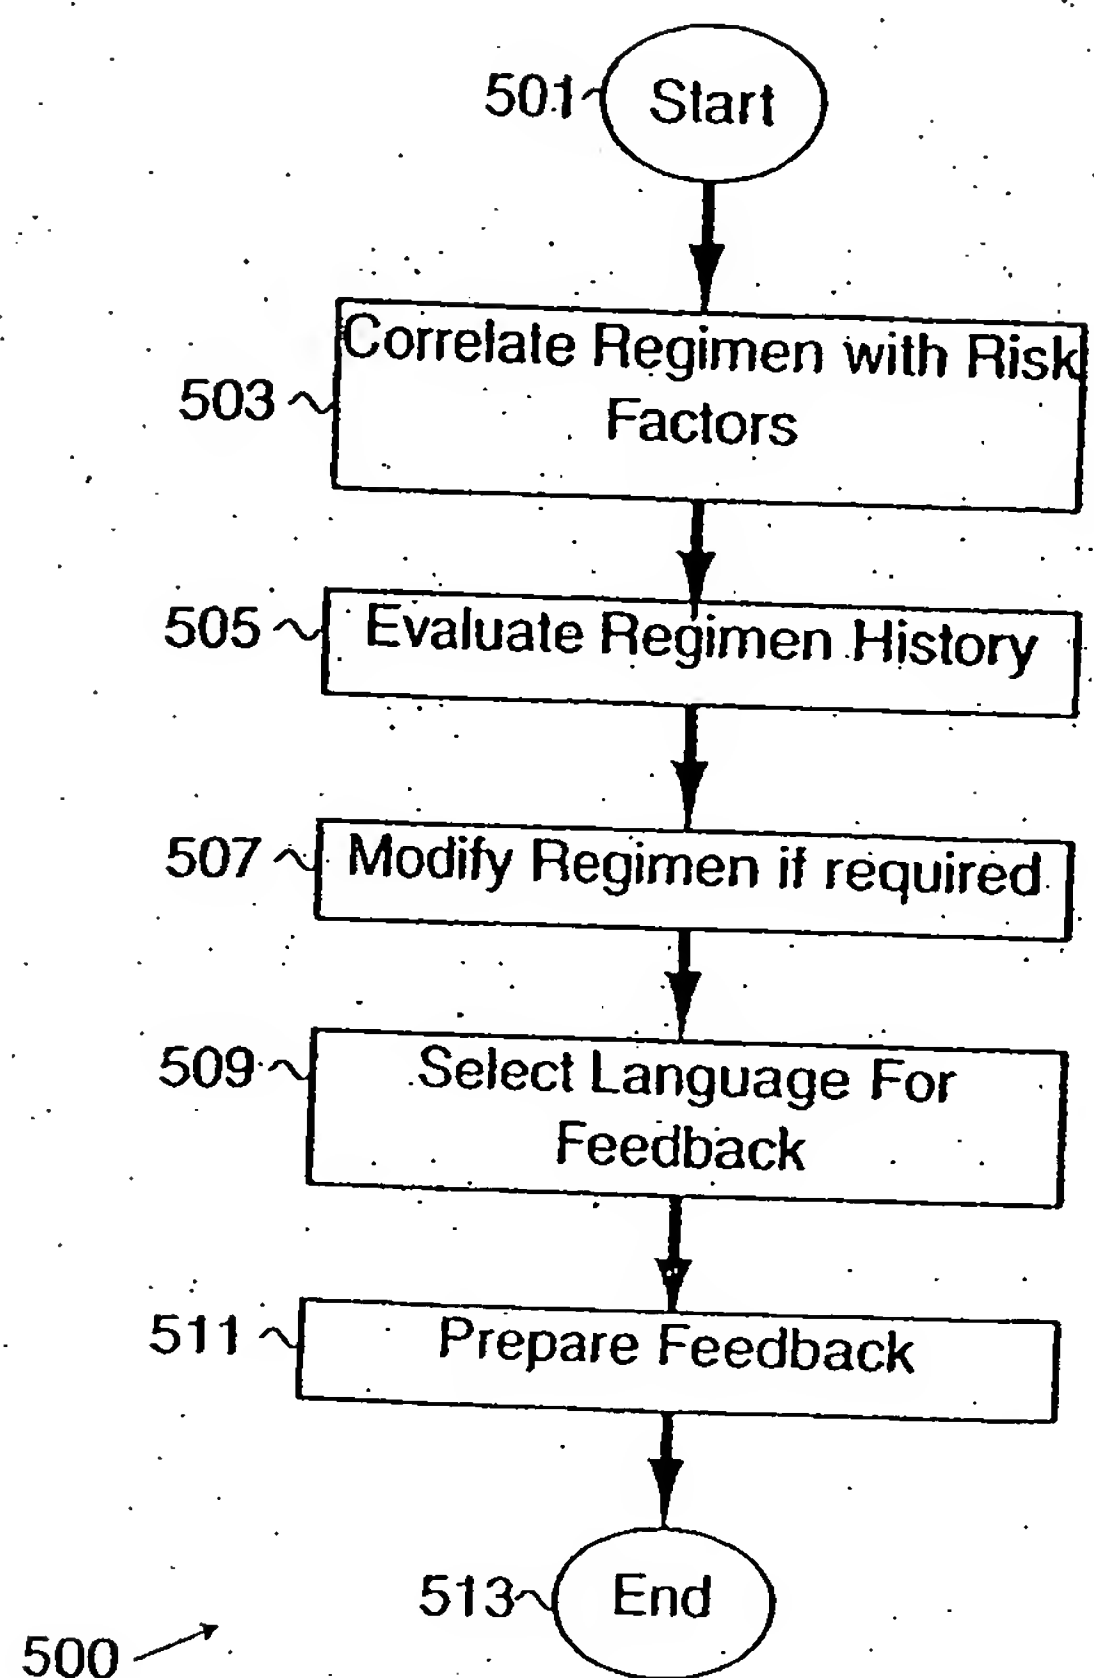 501 Start
Correlate Regimen with Risk
503 Factors
505 Evaluate Regimen History
507 Modify Regimen if required
509 Select Language For
Feedback
511 Prepare Feedback
513 End
500